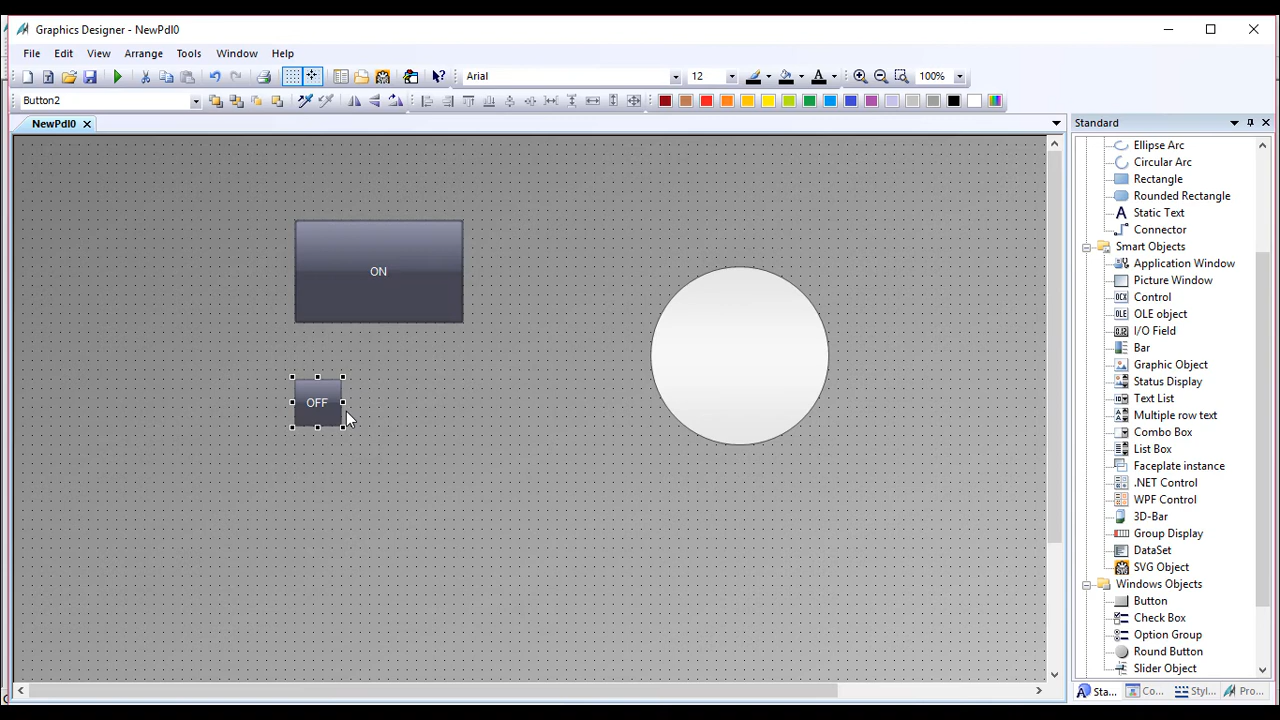 Graphics Designer - NewPdl0
File Edit View Arrange Tools Window Help
Arial 12 100%
Button2
NewPdl0
Standard
Ellipse Arc
Circular Arc
Rectangle
Rounded Rectangle
Static Text
Connector
Smart Objects
Application Window
Picture Window
Control
OLE object
I/O Field
Bar
Graphic Object
Status Display
Text List
Multiple row text
Combo Box
List Box
Faceplate instance
.NET Control
WPF Control
3D-Bar
Group Display
DataSet
SVG Object
Windows Objects
Button
Check Box
Option Group
Round Button
Slider Object
ON
OFF
Sta... Co... Styl... Pro...